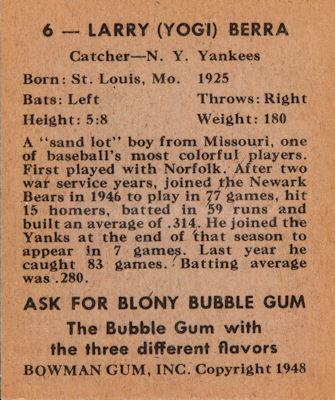 6 — LARRY (YOGI) BERRA
Catcher—N. Y. Yankees
Born: St. Louis, Mo. 1925
Bats: Left Throws: Right
Height: 5:8 Weight: 180
A "sand lot" boy from Missouri, one
of baseball's most colorful players.
First played with Norfolk. After two
war service years, joined the Newark
Bears in 1946 to play in 77 games, hit
15 homers, batted in 59 runs and
built an average of .314. He joined the
Yanks at the end of that season to
appear in 7 games. Last year he
caught 83 games. Batting average
was .280.
ASK FOR BLONY BUBBLE GUM
The Bubble Gum with
the three different flavors
BOWMAN GUM, INC. Copyright 1948